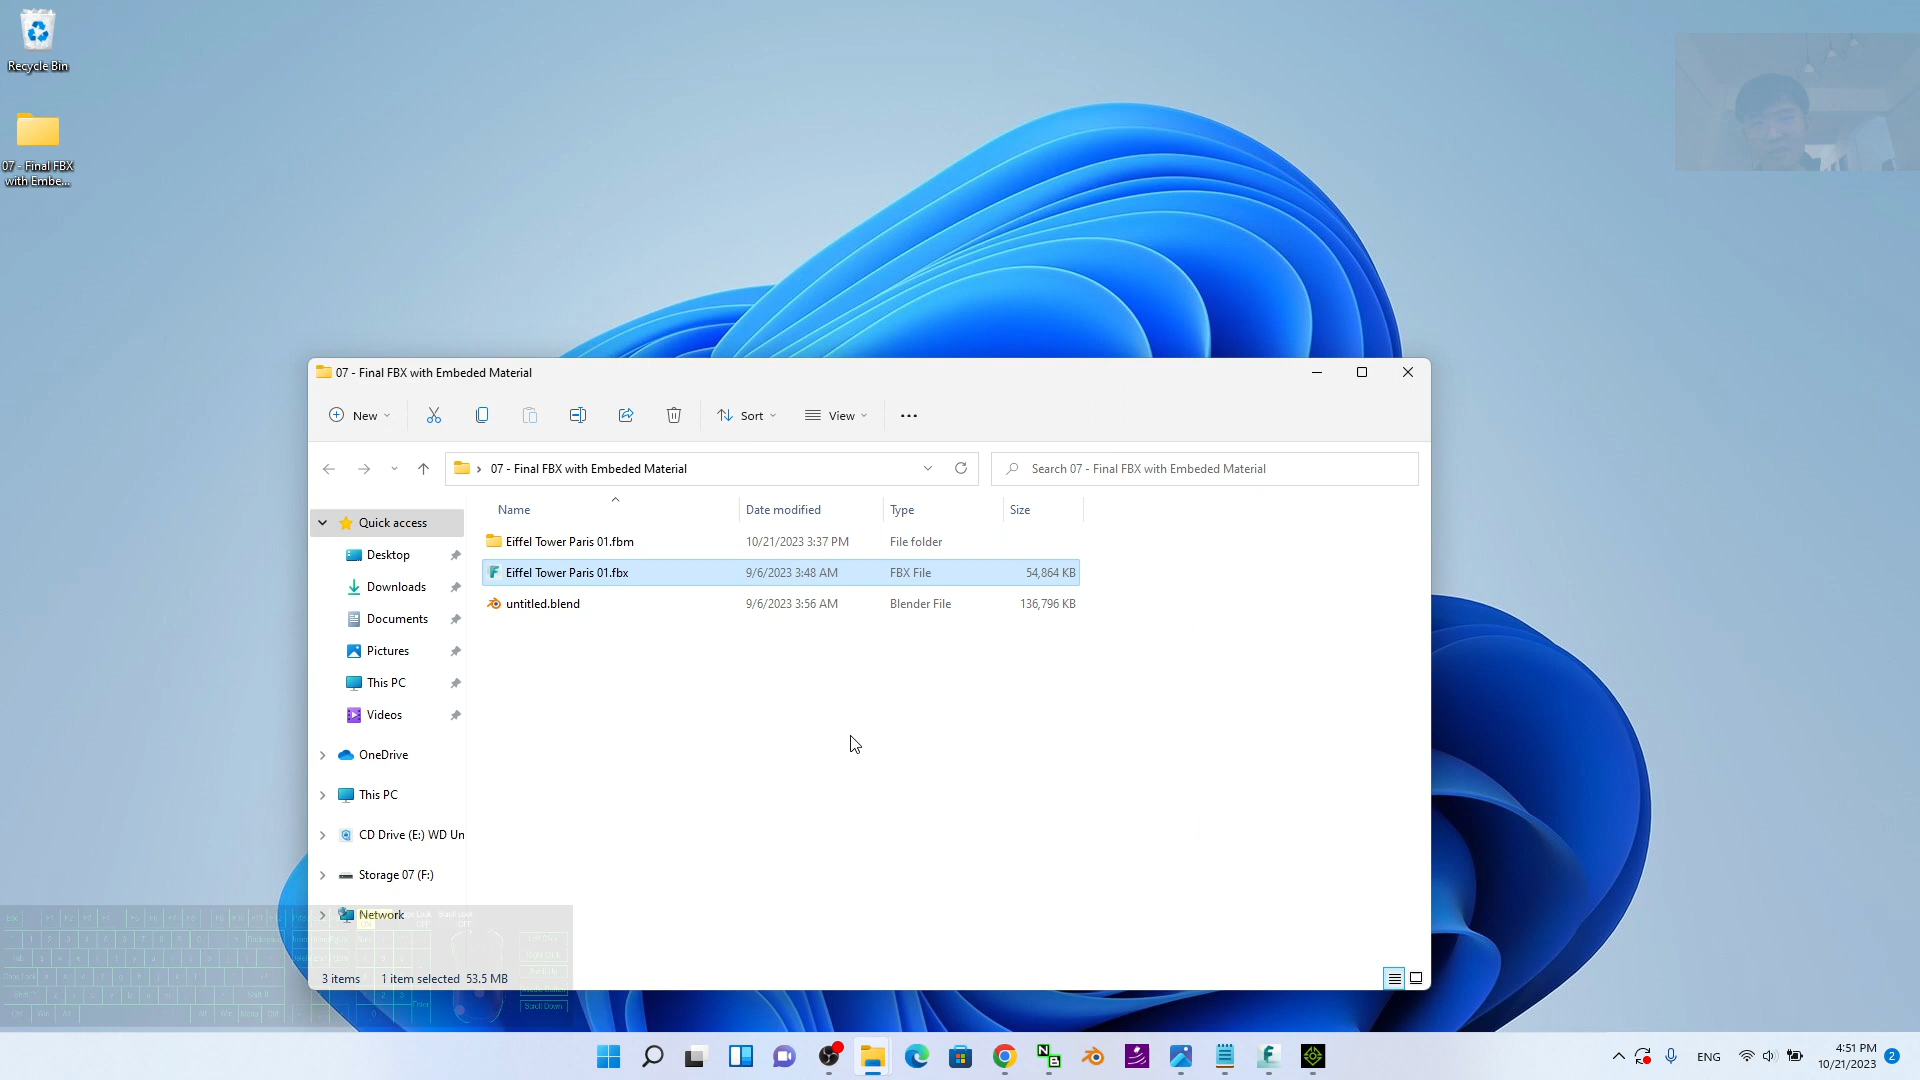 Recycle Bin
07 - Final FBX
with Embe...
07 - Final FBX with Embeded Material
New
Sort
View
07 - Final FBX with Embeded Material
Search 07 - Final FBX with Embeded Material
Name
Date modified
Type
Size
Quick access
Desktop
Downloads
Documents
Pictures
This PC
Videos
OneDrive
This PC
CD Drive (E:) WD Un
Storage 07 (F:)
Network
Eiffel Tower Paris 01.fbm 10/21/2023 3:37 PM File folder
Eiffel Tower Paris 01.fbx 9/6/2023 3:48 AM FBX File 54,864 KB
untitled.blend 9/6/2023 3:56 AM Blender File 136,796 KB
3 items 1 item selected 53.5 MB
Scroll Down
ENG
4:51 PM
10/21/2023
2